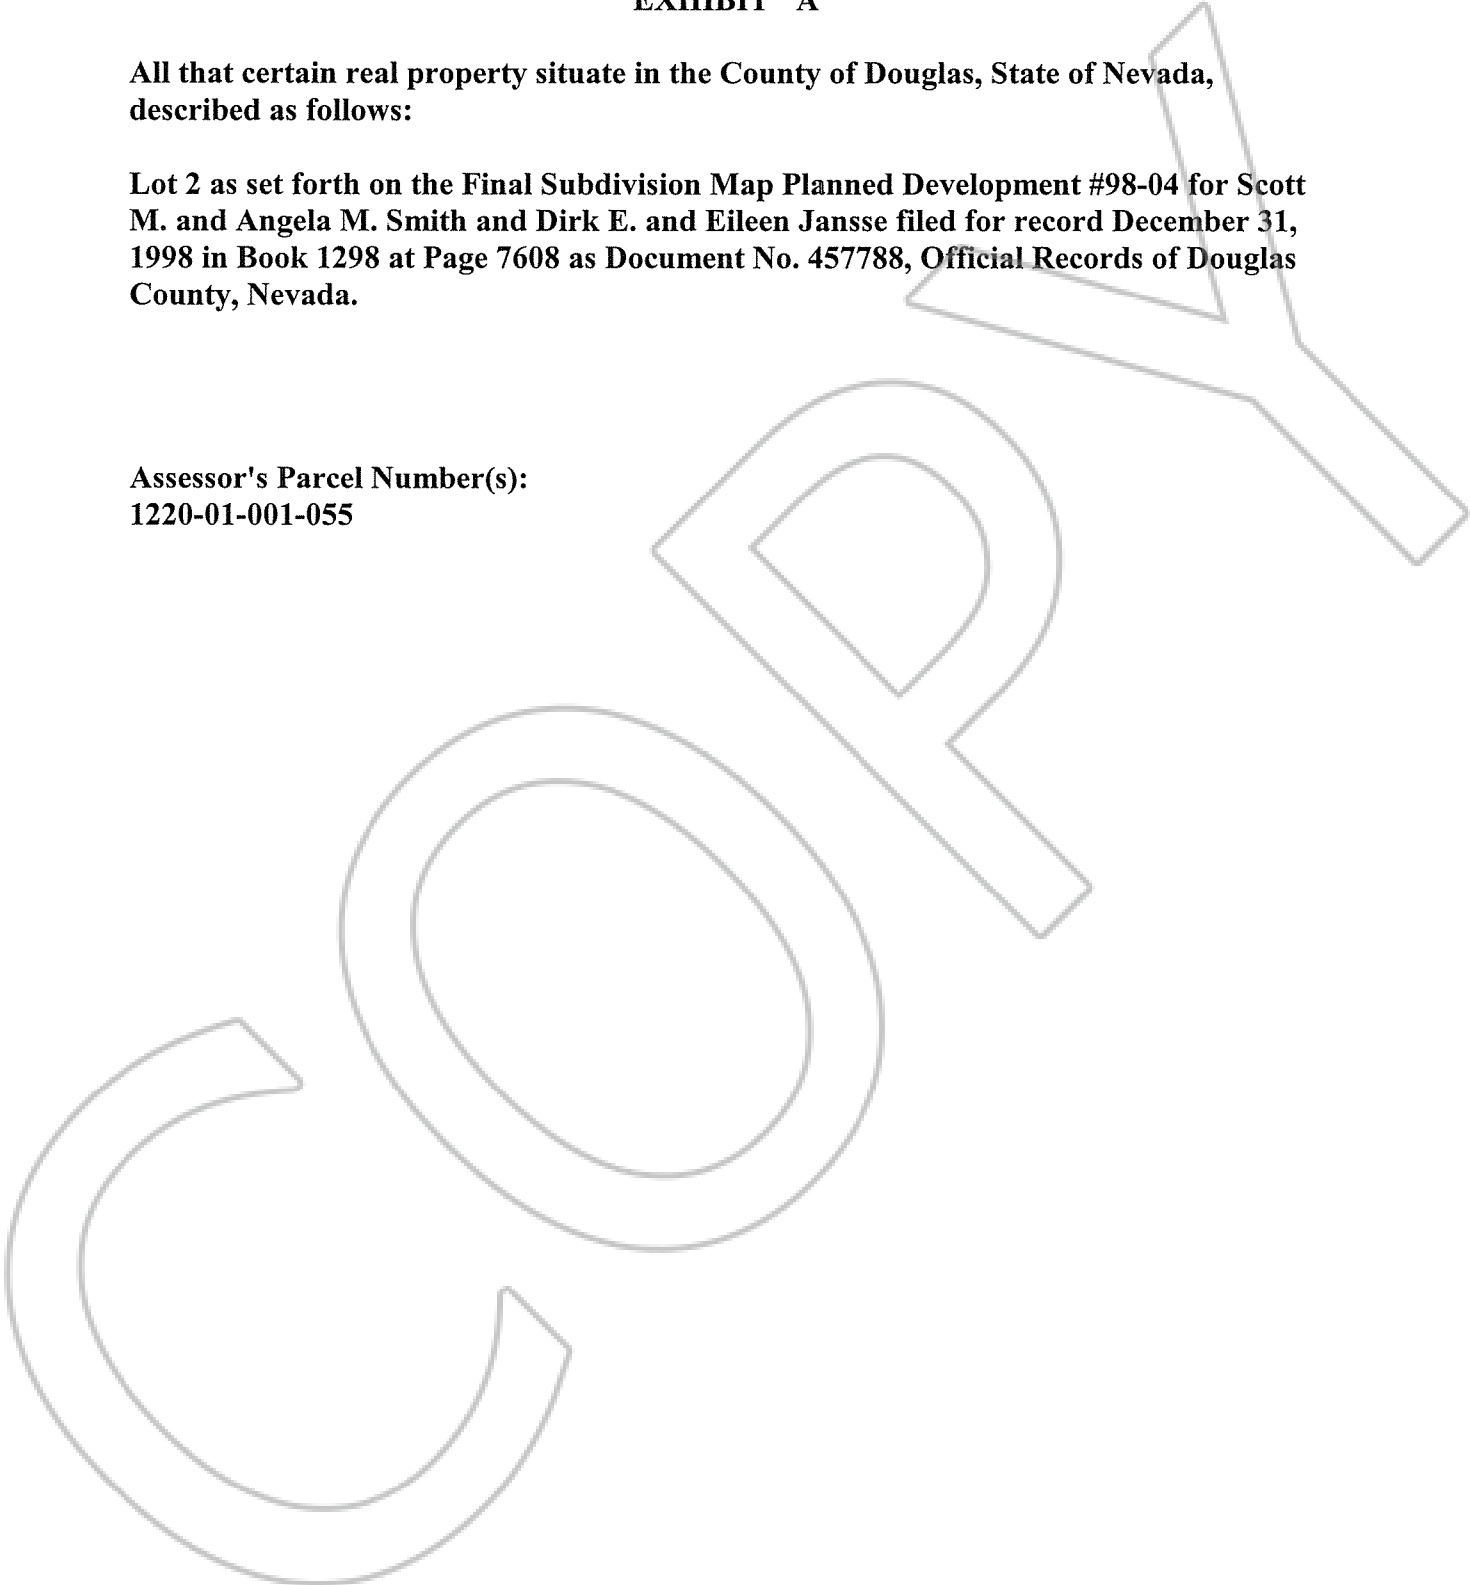 EXHIBIT A
All that certain real property situate in the County of Douglas, State of Nevada,
described as follows:
Lot 2 as set forth on the Final Subdivision Map Planned Development #98-04 for Scott
M. and Angela M. Smith and Dirk E. and Eileen Jansse filed for record December 31,
1998 in Book 1298 at Page 7608 as Document No. 457788, Official Records of Douglas
County, Nevada.
Assessor's Parcel Number(s):
1220-01-001-055
COPY